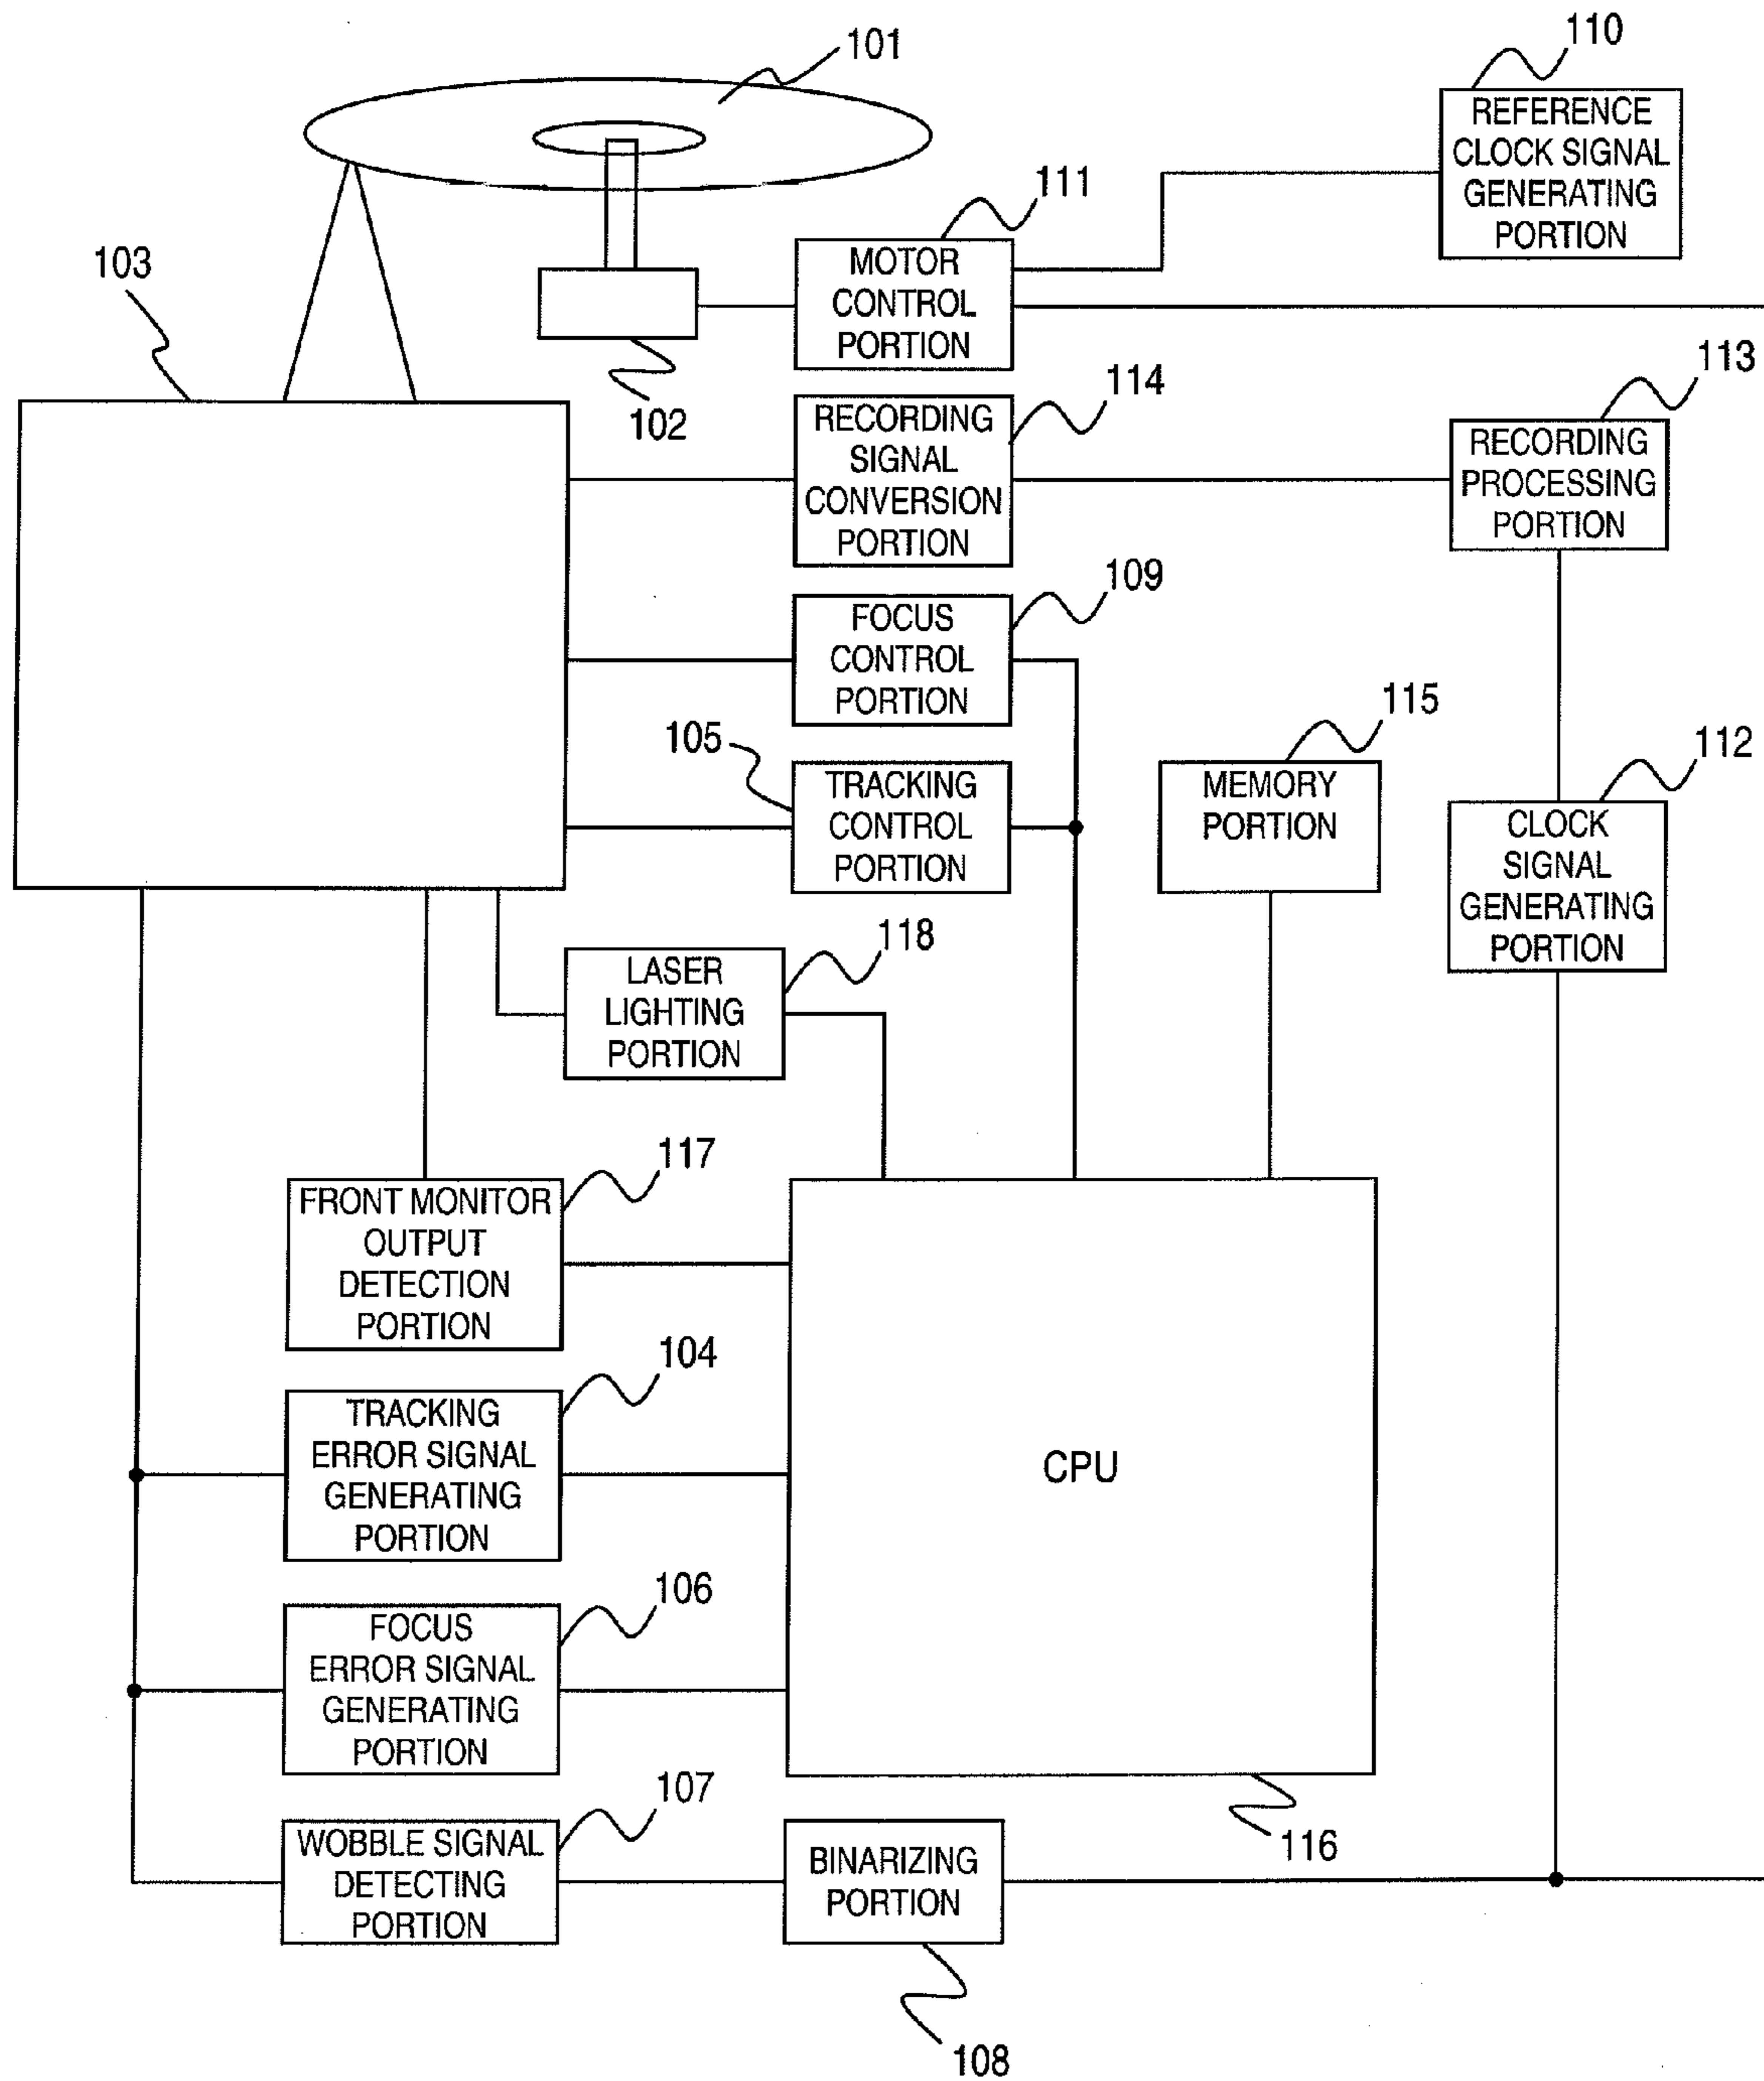 101
110
REFERENCE
CLOCK SIGNAL
GENERATING
PORTION
111
MOTOR
CONTROL
PORTION
103
102
113
RECORDING
PROCESSING
PORTION
114
RECORDING
SIGNAL
CONVERSION
PORTION
109
FOCUS
CONTROL
PORTION
105
TRACKING
CONTROL
PORTION
115
MEMORY
PORTION
112
CLOCK
SIGNAL
GENERATING
PORTION
118
LASER
LIGHTING
PORTION
117
FRONT MONITOR
OUTPUT
DETECTION
PORTION
104
TRACKING
ERROR SIGNAL
GENERATING
PORTION
CPU
106
FOCUS
ERROR SIGNAL
GENERATING
PORTION
107
WOBBLE SIGNAL
DETECTING
PORTION
BINARIZING
PORTION
116
108